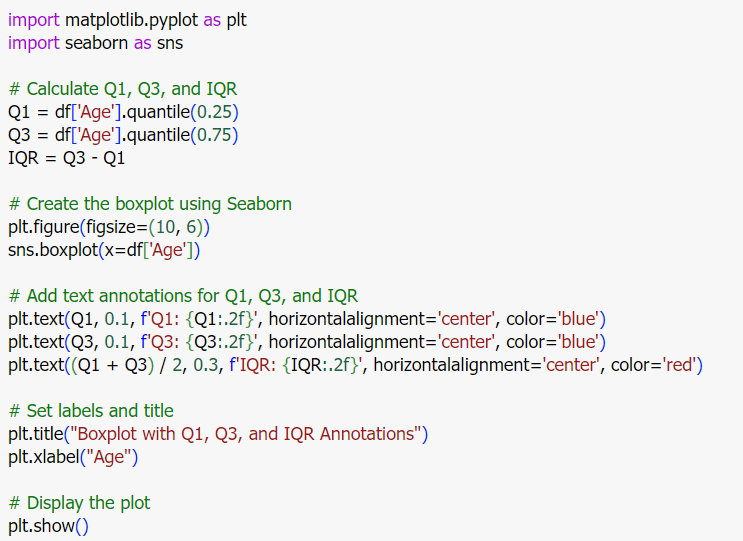 import matplotlib.pyplot as plt
import seaborn as sns

# Calculate Q1, Q3, and IQR
Q1 = df['Age'].quantile(0.25)
Q3 = df['Age'].quantile(0.75)
IQR = Q3 - Q1

# Create the boxplot using Seaborn
plt.figure(figsize=(10, 6))
sns.boxplot(x=df['Age'])

# Add text annotations for Q1, Q3, and IQR
plt.text(Q1, 0.1, f'Q1: {Q1:.2f}', horizontalalignment='center', color='blue')
plt.text(Q3, 0.1, f'Q3: {Q3:.2f}', horizontalalignment='center', color='blue')
plt.text((Q1 + Q3) / 2, 0.3, f'IQR: {IQR:.2f}', horizontalalignment='center', color='red')

# Set labels and title
plt.title("Boxplot with Q1, Q3, and IQR Annotations")
plt.xlabel("Age")

# Display the plot
plt.show()